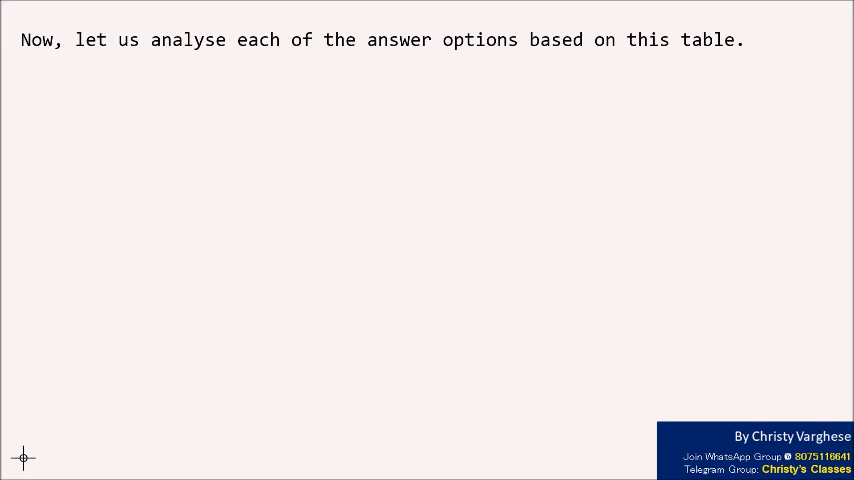 Now, let us analyse each of the answer options based on this table.
By Christy Varghese
Join WhatsApp Group 8075116641
Telegram Group: Christy's Classes